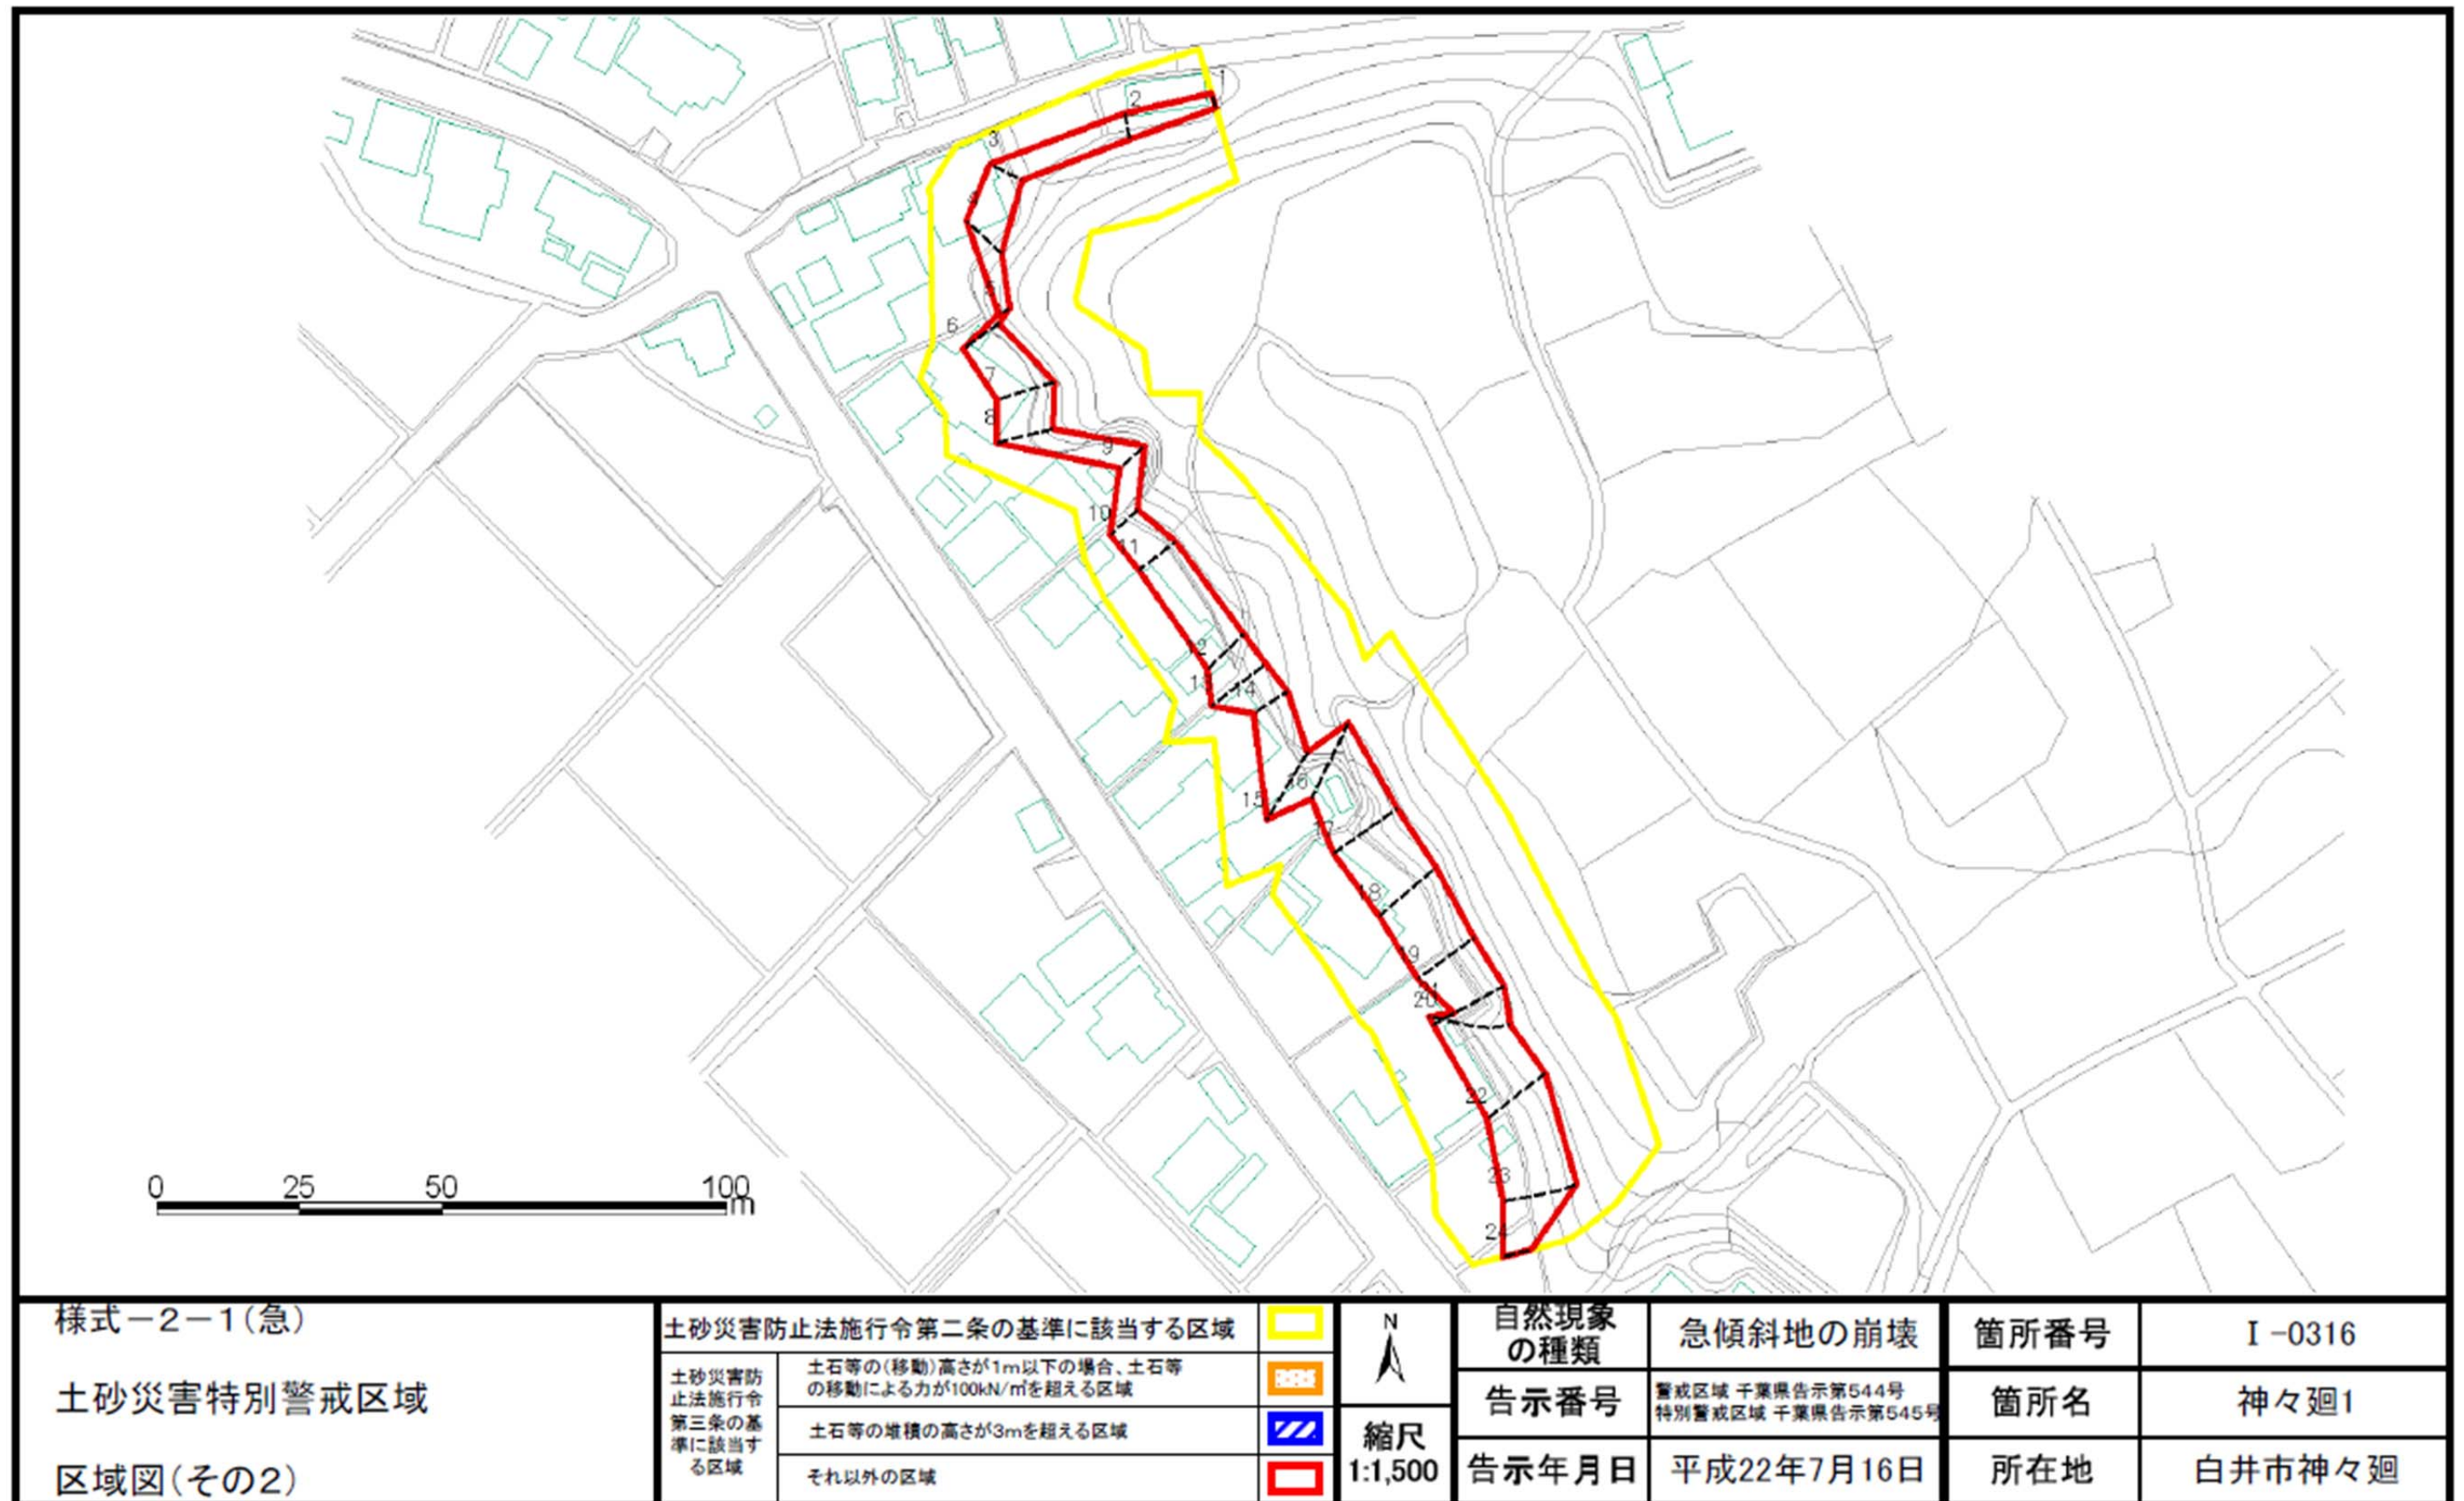 1
2
3
4
5
6
7
8
9
10
11
12
13
14
15
16
17
18
19
21
20
22
23
24
0 25 50 100
m
様式-2-1(急)
土砂災害特別警戒区域
区域図(その2)
土砂災害防止法施行令第二条の基準に該当する区域
土砂災害防
止法施行令
第三条の基
準に該当す
る区域
土石等の(移動)高さが1m以下の場合、土石等
の移動による力が100kN/㎡を超える区域
土石等の堆積の高さが3mを超える区域
それ以外の区域
N
縮尺
1:1,500
自然現象
の種類
急傾斜地の崩壊
告示番号
警戒区域 千葉県告示第544号
特別警戒区域 千葉県告示第545号
告示年月日
平成22年7月16日
箇所番号
Ⅰ-0316
箇所名
神々廻1
所在地
白井市神々廻